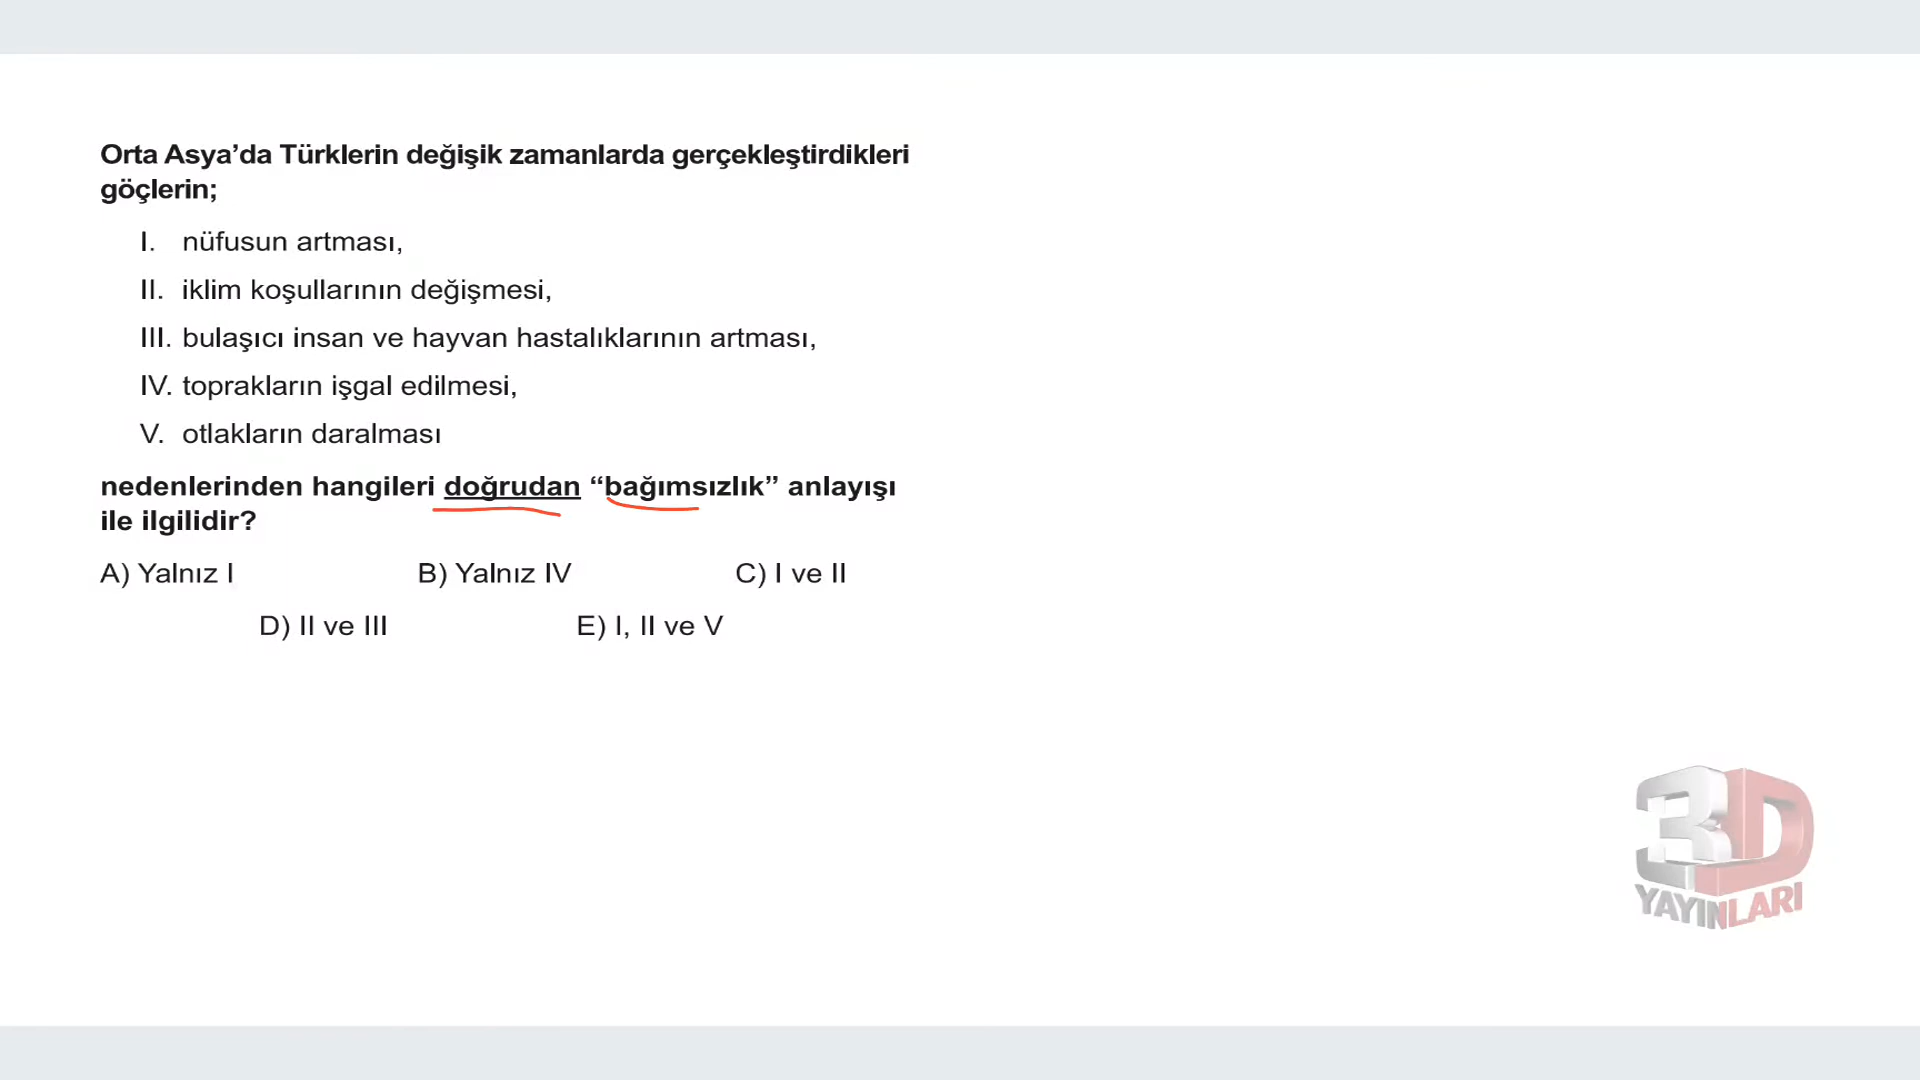 Orta Asya’da Türklerin değişik zamanlarda gerçekleştirdikleri
göçlerin;
I. nüfusun artması,
II. iklim koşullarının değişmesi,
III. bulaşıcı insan ve hayvan hastalıklarının artması,
IV. toprakların işgal edilmesi,
V. otlakların daralması
nedenlerinden hangileri doğrudan “bağımsızlık” anlayışı
ile ilgilidir?
A) Yalnız I B) Yalnız IV C) I ve II
D) II ve III E) I, II ve V
3D
YAYINLARI